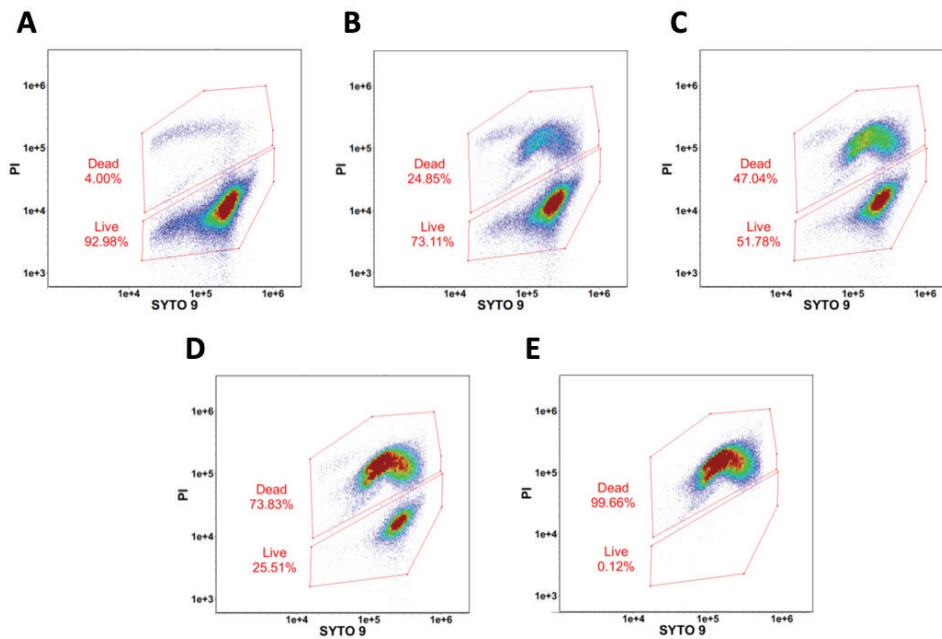 A
1e+6
1e+5
1e+4
1e+3
PI
Dead
4.00%
Live
92.98%
1e+4 1e+5 1e+6
SYTO 9
B
1e+6
1e+5
1e+4
1e+3
PI
Dead
24.85%
Live
73.11%
1e+4 1e+5 1e+6
SYTO 9
C
1e+6
1e+5
1e+4
1e+3
PI
Dead
47.04%
Live
51.78%
1e+4 1e+5 1e+6
SYTO 9
D
1e+6
1e+5
1e+4
1e+3
PI
Dead
73.83%
Live
25.51%
1e+4 1e+5 1e+6
SYTO 9
E
1e+6
1e+5
1e+4
1e+3
PI
Dead
99.66%
Live
0.12%
1e+4 1e+5 1e+6
SYTO 9